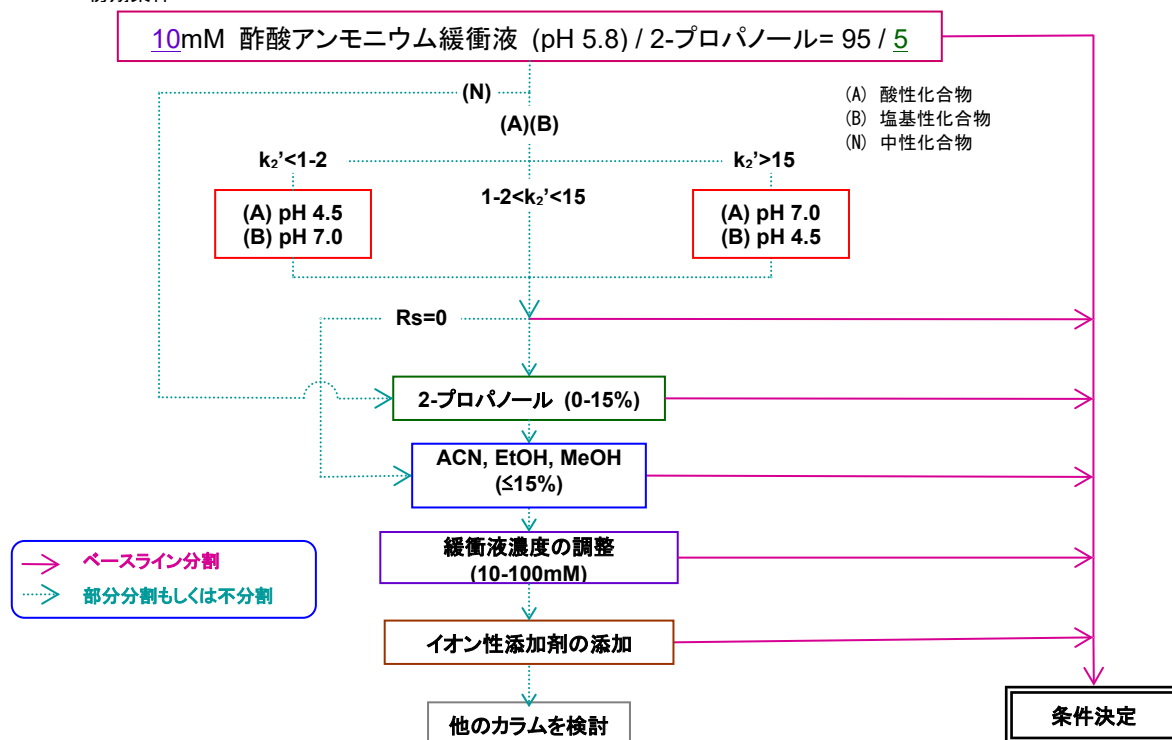 10mM 酢酸アンモニウム緩衝液 (pH 5.8) / 2-プロパノール= 95 / 5
(N)
(A)(B)
(A) 酸性化合物
(B) 塩基性化合物
(N) 中性化合物
k₂'<1-2
k₂'>15
1-2<k₂'<15
(A) pH 4.5
(B) pH 7.0
(A) pH 7.0
(B) pH 4.5
Rs=0
2-プロパノール (0-15%)
ACN, EtOH, MeOH
(≤15%)
緩衝液濃度の調整
(10-100mM)
ベースライン分割
部分分割もしくは不分割
イオン性添加剤の添加
他のカラムを検討
条件決定